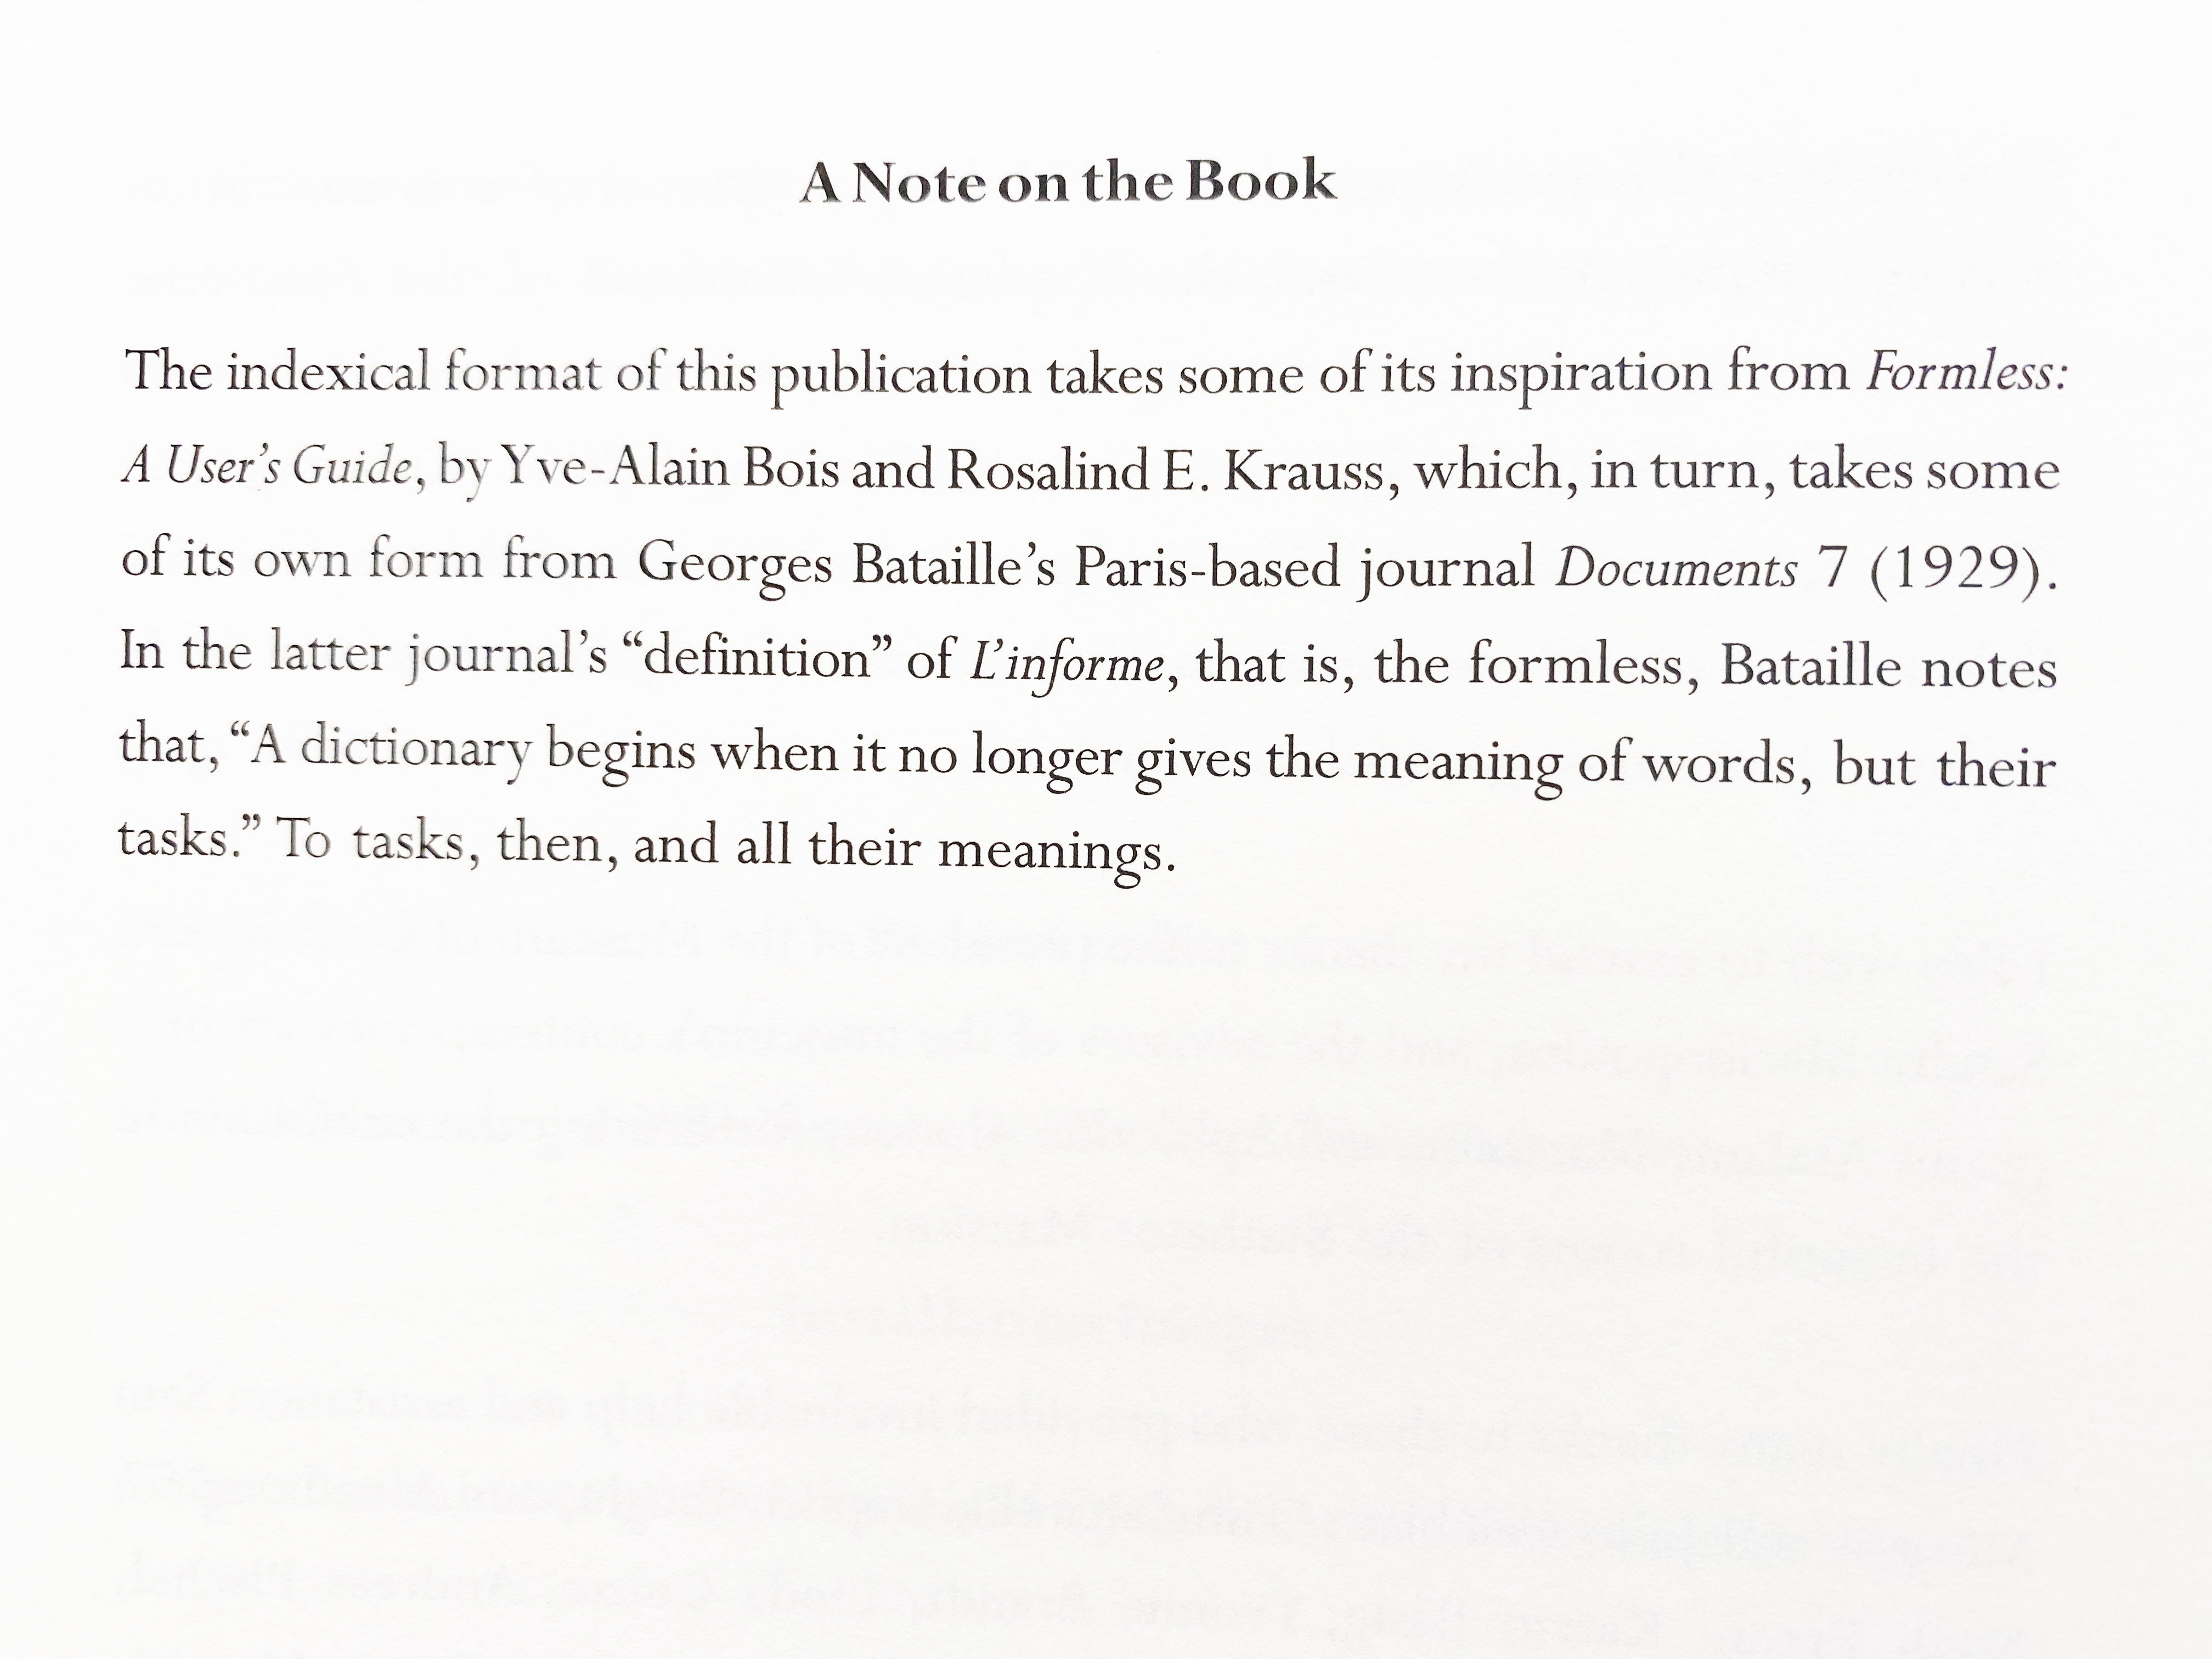 A Note on the Book
The indexical format of this publication takes some of its inspiration from Formless:
A User’s Guide, by Yve-Alain Bois and Rosalind E. Krauss, which, in turn, takes some
of its own form from Georges Bataille’s Paris-based journal Documents 7 (1929).
In the latter journal’s “definition” of L’informe, that is, the formless, Bataille notes
that, “A dictionary begins when it no longer gives the meaning of words, but their
tasks.” To tasks, then, and all their meanings.